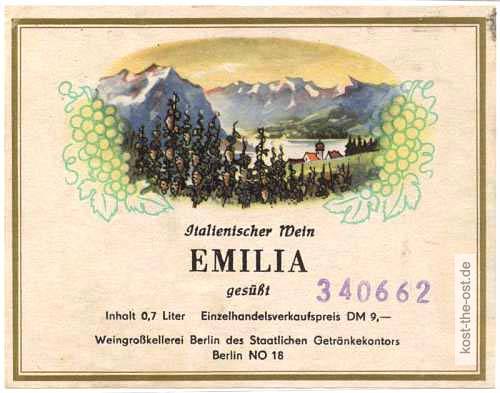 Italienischer Wein
EMILIA
gesüßt
340662
Inhalt 0,7 Liter Einzelhandelsverkaufspreis DM 9,—
Weingroßkellerei Berlin des Staatlichen Getränkekontors
Berlin NO 18
kost-the-ost.de